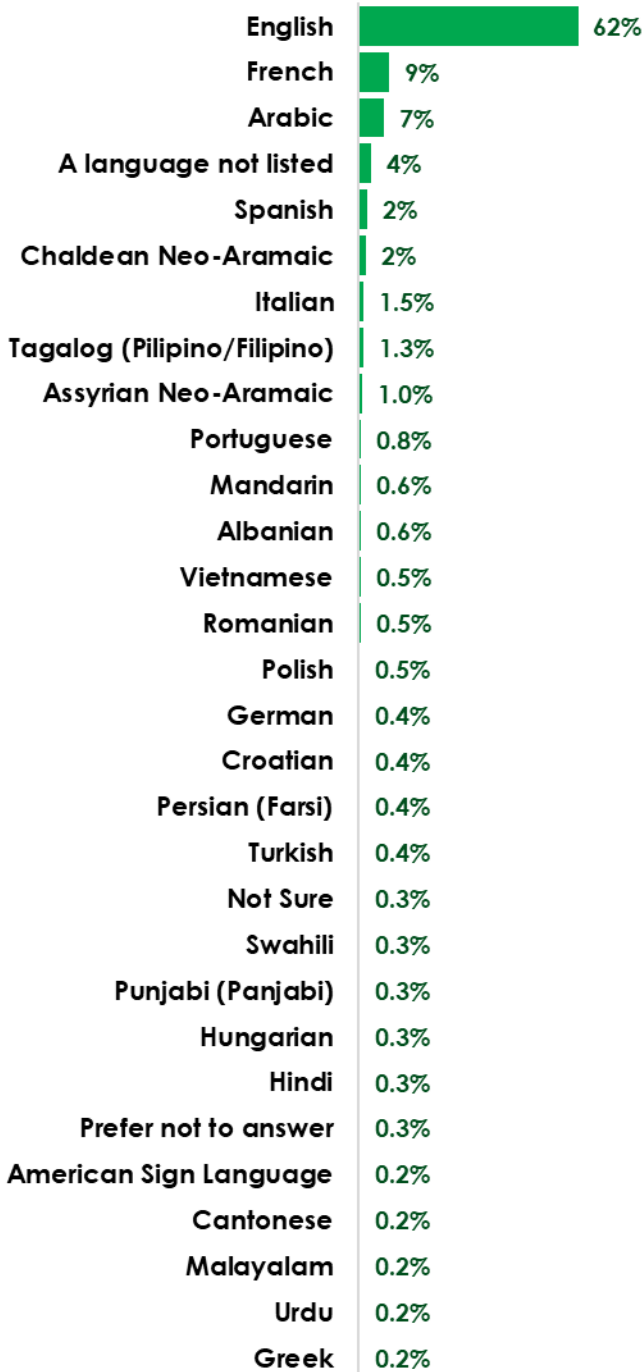 English 62%
French 9%
Arabic 7%
A language not listed 4%
Spanish 2%
Chaldean Neo-Aramaic 2%
Italian 1.5%
Tagalog (Pilipino/Filipino) 1.3%
Assyrian Neo-Aramaic 1.0%
Portuguese 0.8%
Mandarin 0.6%
Albanian 0.6%
Vietnamese 0.5%
Romanian 0.5%
Polish 0.5%
German 0.4%
Croatian 0.4%
Persian (Farsi) 0.4%
Turkish 0.4%
Not Sure 0.3%
Swahili 0.3%
Punjabi (Panjabi) 0.3%
Hungarian 0.3%
Hindi 0.3%
Prefer not to answer 0.3%
American Sign Language 0.2%
Cantonese 0.2%
Malayalam 0.2%
Urdu 0.2%
Greek 0.2%